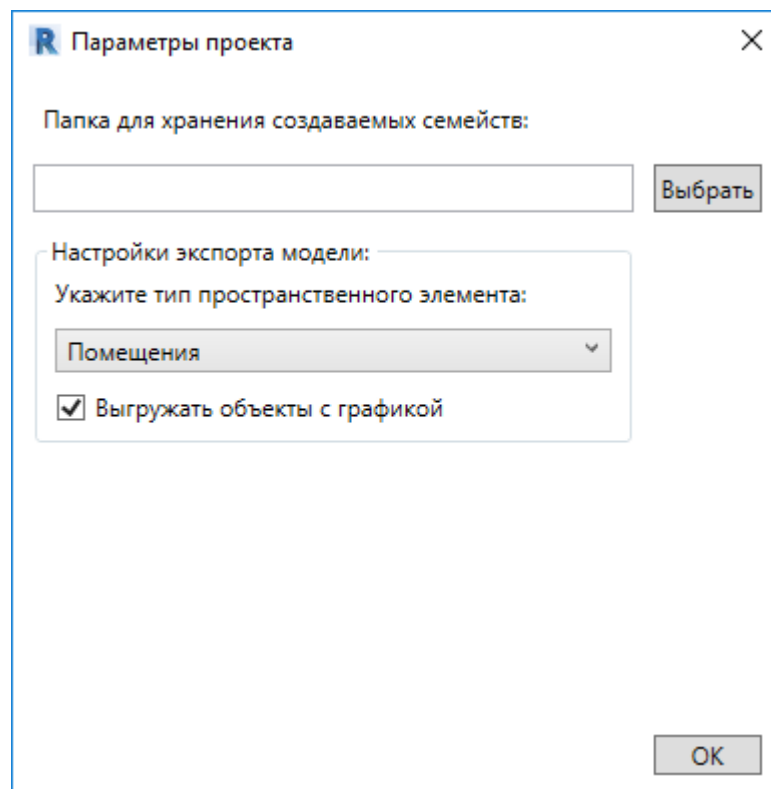 Параметры проекта
Папка для хранения создаваемых семейств:
Выбрать
Настройки экспорта модели:
Укажите тип пространственного элемента:
Помещения
Выгружать объекты с графикой
OK